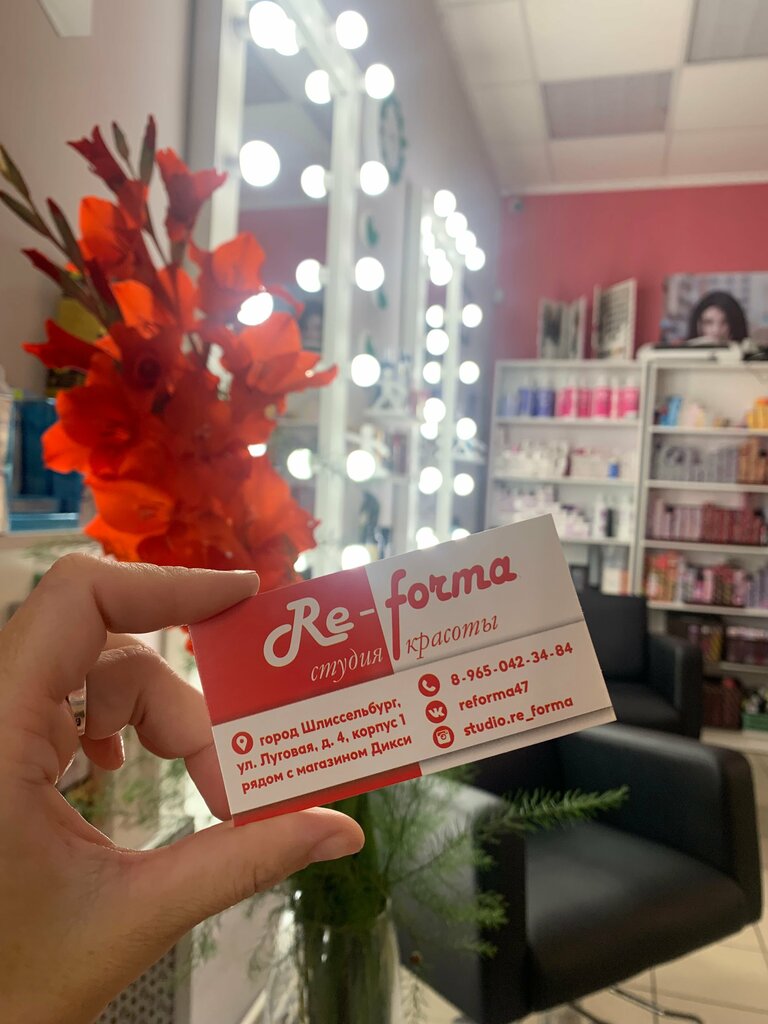 Re-forma
студия красоты
город Шлиссельбург,
ул. Луговая, д. 4, корпус 1
рядом с магазином Дикси
8-965-042-34-84
reforma47
studio.re_forma